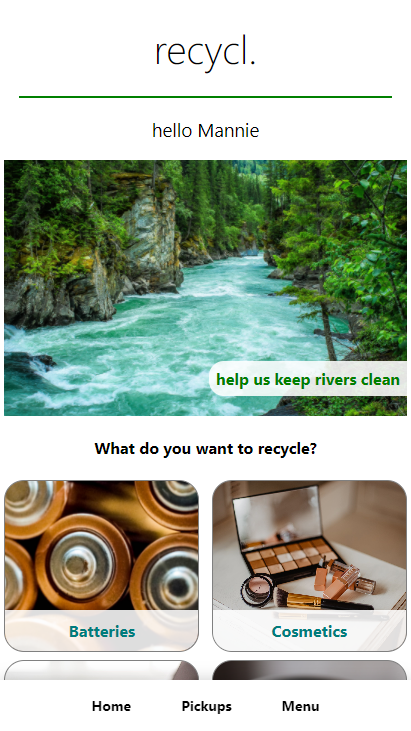 recycl.
hello Mannie
help us keep rivers clean
What do you want to recycle?
Batteries
Cosmetics
Home
Pickups
Menu